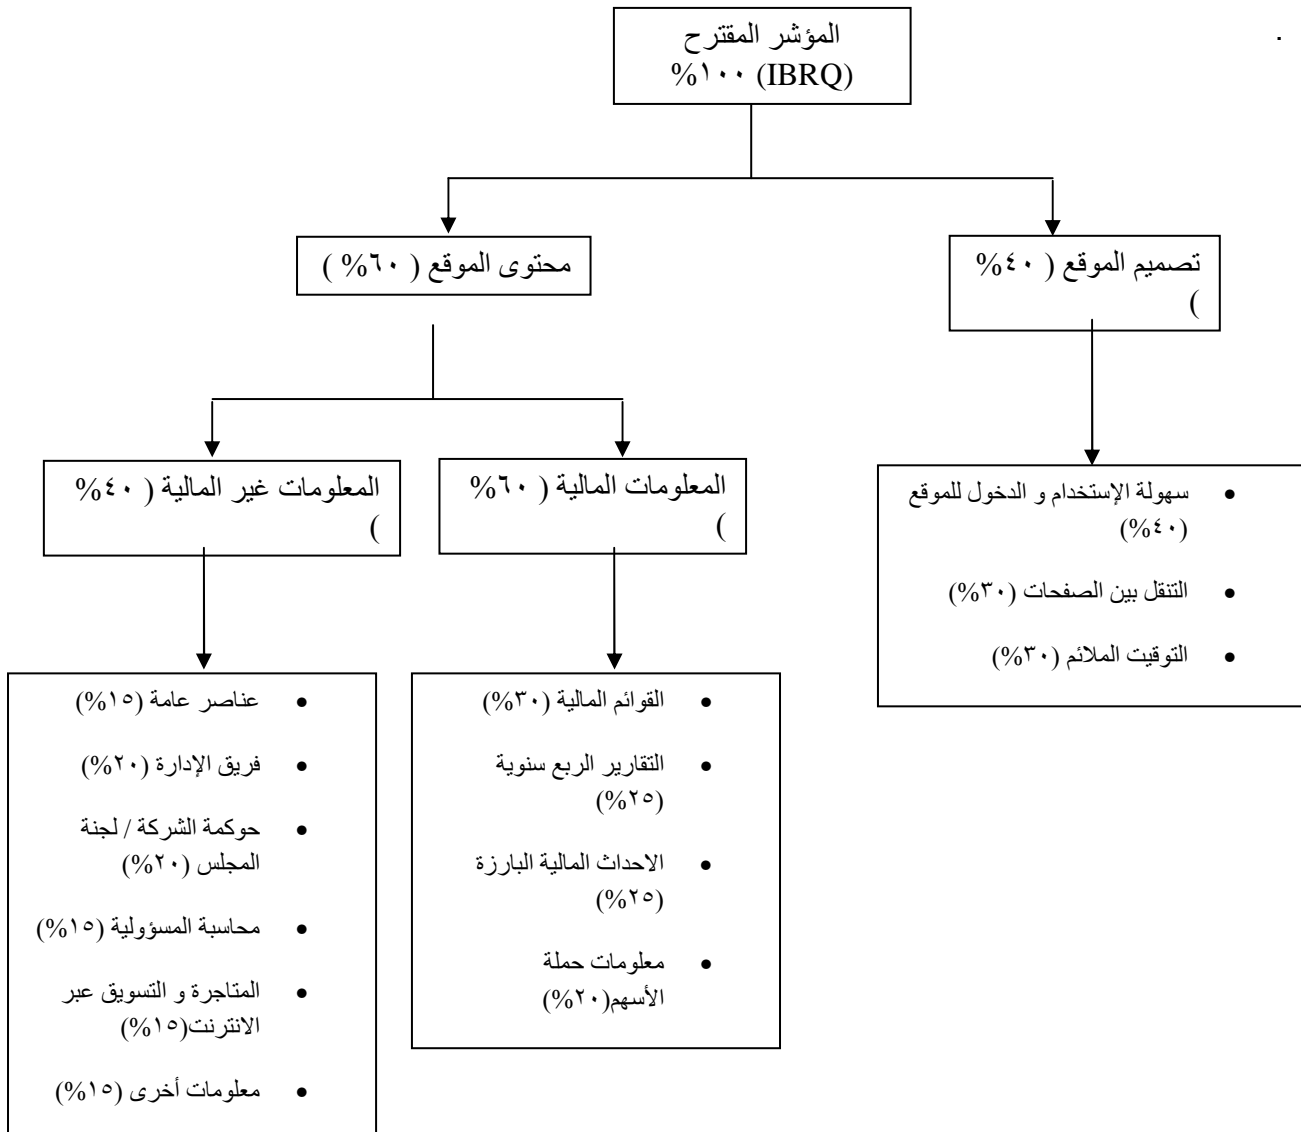 المؤشر المقترح
.
%١٠٠ (IBRQ)
تصميم الموقع ( ٤٠%
)
محتوى الموقع ( ٦٠% )
المعلومات المالية ( ٦٠%
)
المعلومات غير المالية ( ٤٠%
)
• سهولة الإستخدام و الدخول للموقع
(٤٠%)
• التنقل بين الصفحات (٣٠%)
• التوقيت الملائم (٣٠%)
• القوائم المالية (٣٠%)
• التقارير الربع سنوية
(٢٥%)
• الاحداث المالية البارزة
(٢٥%)
• معلومات حملة
الأسهم(٢٠%)
• عناصر عامة (١٥%)
• فريق الإدارة (٢٠%)
• حوكمة الشركة / لجنة
المجلس (٢٠%)
• محاسبة المسؤولية (١٥%)
• المتاجرة و التسويق عبر
الانترنت(١٥%)
• معلومات أخرى (١٥%)